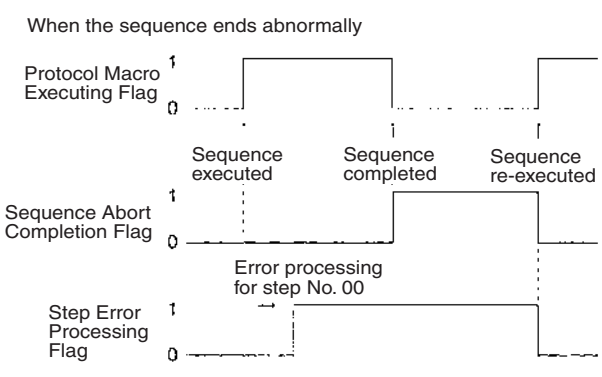 When the sequence ends abnormally
Protocol Macro
Executing Flag
1
0
Sequence
executed
Sequence
completed
Sequence
re-executed
Sequence Abort
Completion Flag
1
0
Error processing
for step No. 00
Step Error
Processing
Flag
1
0